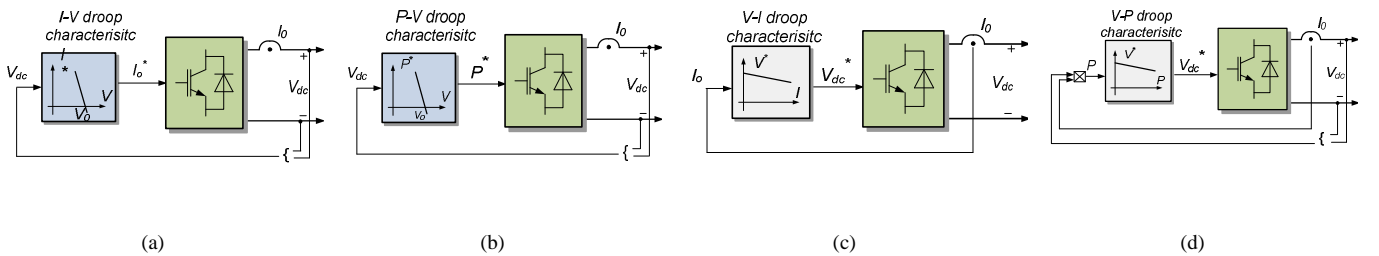 I-V droop
characterisitc
V_dc
*
V
V_0
I_o^*
I_0
+
V_dc
−
{
(a)
P-V droop
characterisitc
V_dc
P^*
V
V_o
P^*
I_0
+
V_dc
−
{
(b)
V-I droop
characterisitc
I_o
V^*
I
V_dc^*
I_0
+
V_dc
−
(c)
V-P droop
characterisitc
P
V^*
P
V_dc^*
I_0
+
V_dc
−
{
(d)